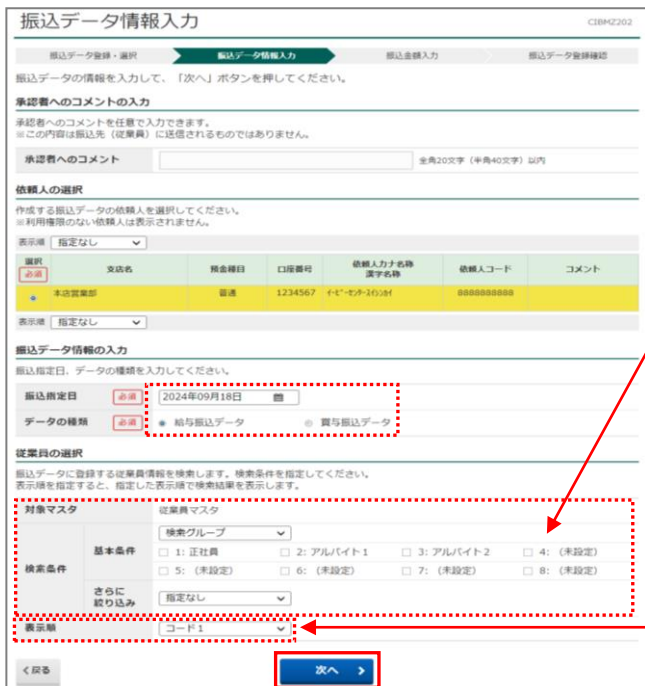 振込データ情報入力 CIBMZ202
振込データ登録・選択 振込データ情報入力 振込金額入力 振込データ登録確認
振込データの情報を入力して、「次へ」ボタンを押してください。
承認者へのコメントの入力
承認者へのコメントを任意で入力できます。
※この内容は振込先（従業員）に送信されるものではありません。
承認者へのコメント 全角20文字（半角40文字）以内
依頼人の選択
作成する振込データの依頼人を選択してください。
※利用権限のない依頼人は表示されません。
表示順 指定なし
選択 必須 支店名 預金種目 口座番号 依頼人カナ名称 漢字名称 依頼人コード コメント
本店営業部 普通 1234567 8888888888
表示順 指定なし
振込データ情報の入力
振込指定日、データの種類を入力してください。
振込指定日 必須 2024年09月18日
データの種類 必須 給与振込データ 賞与振込データ
従業員の選択
振込データに登録する従業員情報を検索します。検索条件を指定してください。
表示順を指定すると、指定した表示順で検索結果を表示します。
対象マスタ 従業員マスタ
検索条件 基本条件 検索グループ
1: 正社員 2: アルバイト1 3: アルバイト2 4: （未設定）
5: （未設定） 6: （未設定） 7: （未設定） 8: （未設定）
さらに絞り込み 指定なし
表示順 コード1
< 戻る 次へ >